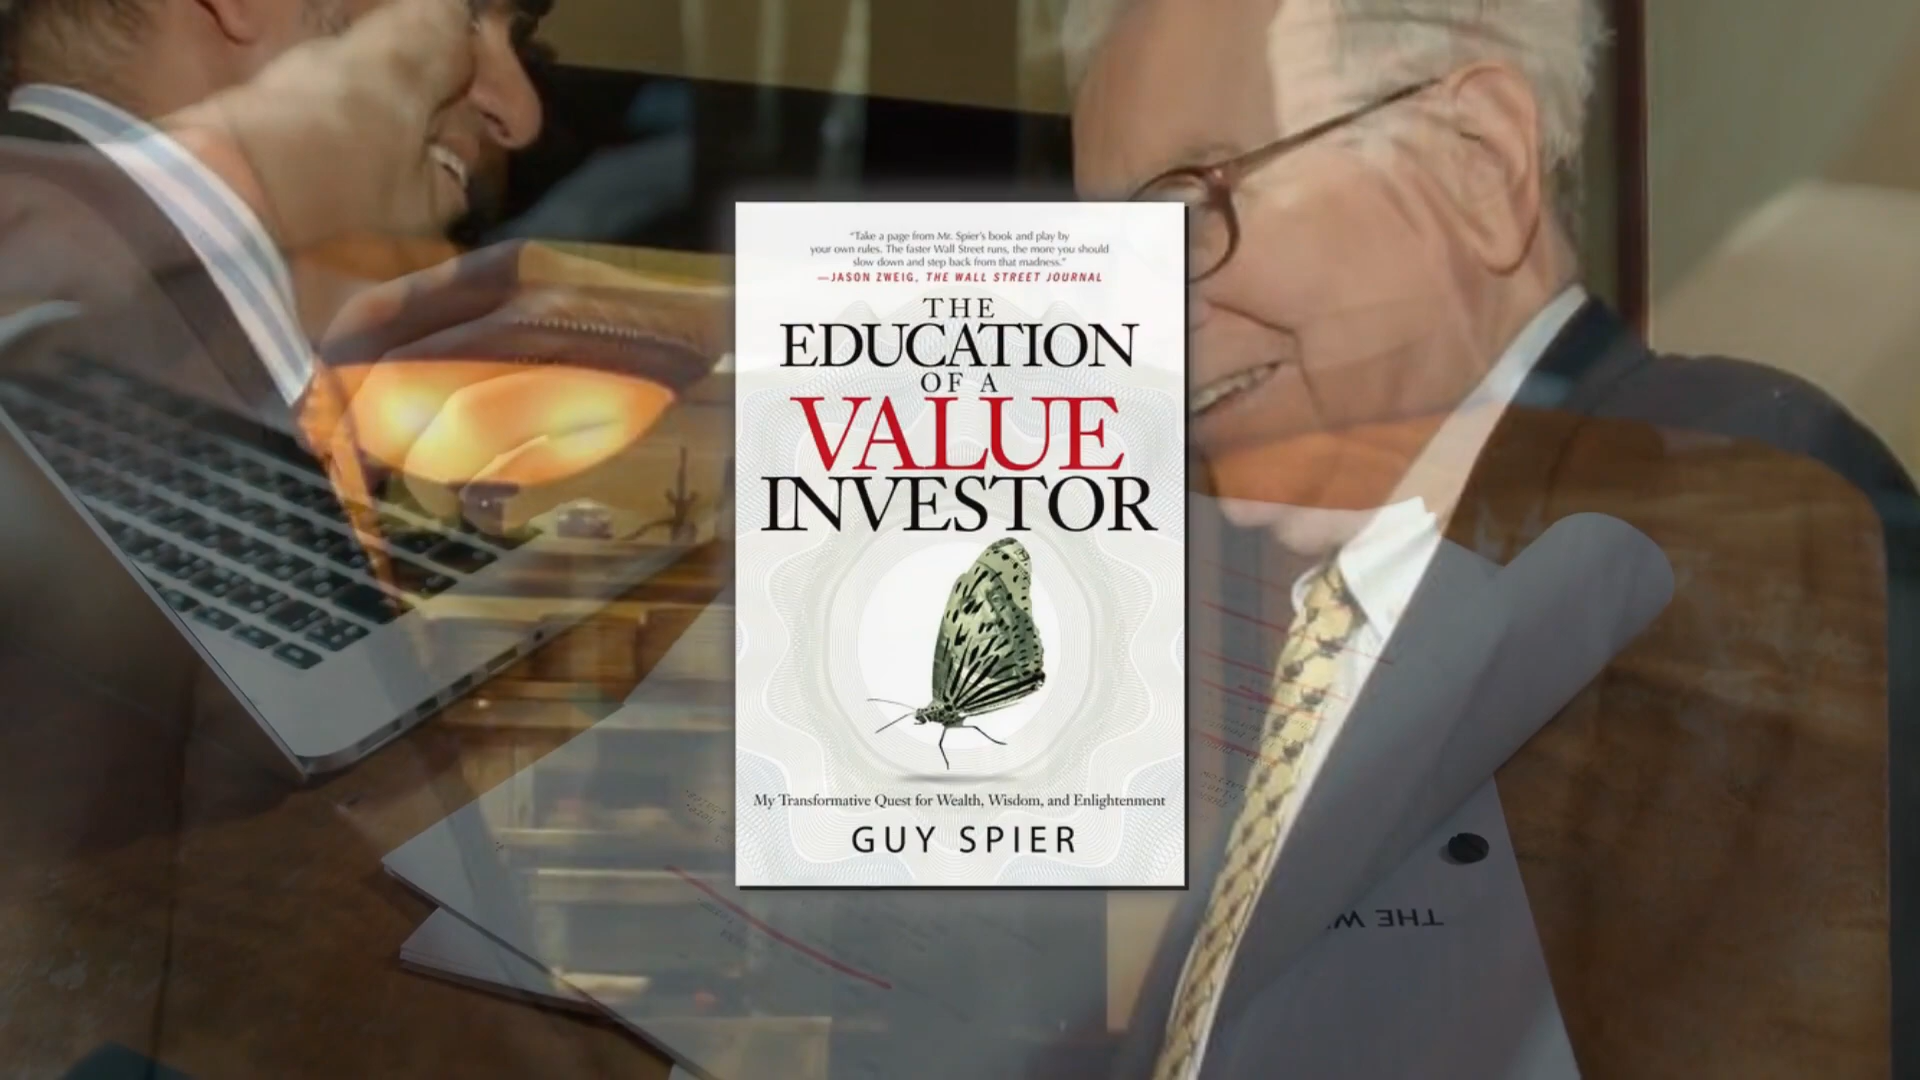 "Take a page from Mr. Spier's book and play by
your own rules. The faster Wall Street runs, the more you should
slow down and step back from that madness."
—JASON ZWEIG, THE WALL STREET JOURNAL
THE
EDUCATION
OF A
VALUE
INVESTOR
My Transformative Quest for Wealth, Wisdom, and Enlightenment
GUY SPIER
THE W